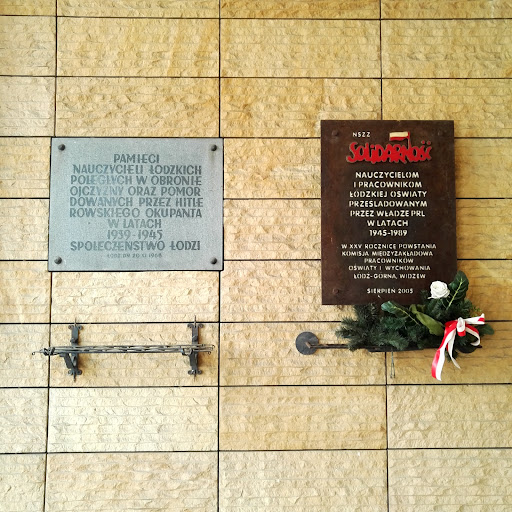 PAMIĘCI
NAUCZYCIELI ŁÓDZKICH
POLEGŁYCH W OBRONIE
OJCZYZNY ORAZ POMOR
DOWANYCH PRZEZ HITLE
ROWSKIEGO OKUPANTA
W LATACH
1939-1945
SPOŁECZEŃSTWO ŁODZI
NSZZ
SOLIDARNOŚĆ
NAUCZYCIELOM
I PRACOWNIKOM
ŁÓDZKIEJ OŚWIATY
PRZEŚLADOWANYM
PRZEZ WŁADZE PRL
W LATACH
1945-1989
W XXV ROCZNICĘ POWSTANIA
KOMISJA MIĘDZYZAKŁADOWA
PRACOWNIKÓW
OŚWIATY I WYCHOWANIA
ŁÓDŹ-GÓRNA, WIDZEW
SIERPIEŃ 2005